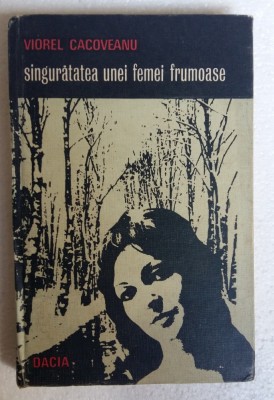 VIOREL CACOVEANU
singurătatea unei femei frumoase
DACIA